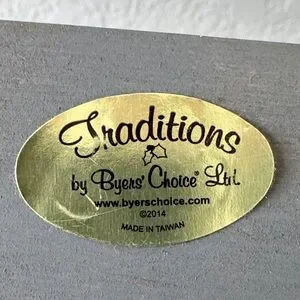 Traditions
by Byers' Choice® Ltd.
www.byerschoice.com
©2014
MADE IN TAIWAN